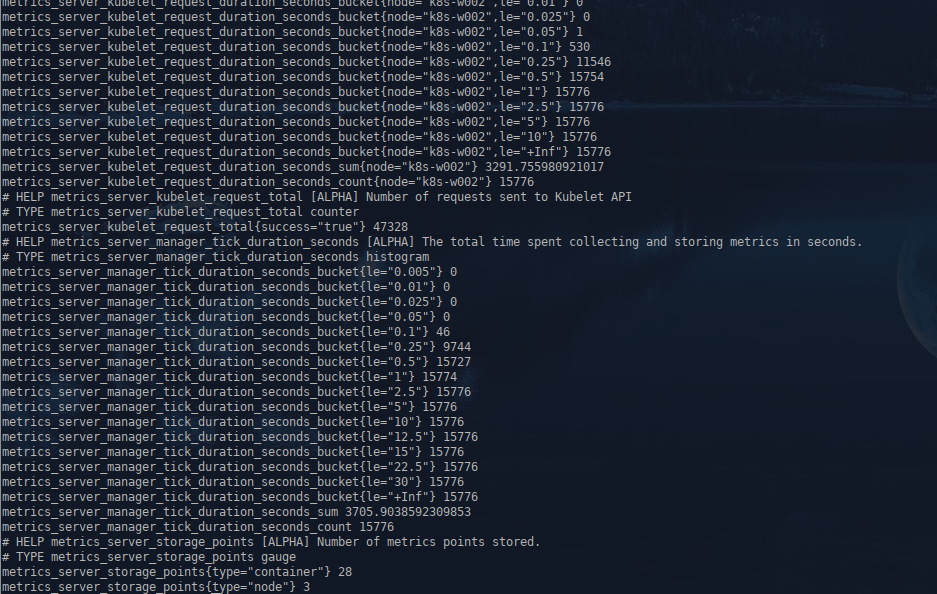 metrics_server_kubelet_request_duration_seconds_bucket{node="k8s-w002",le="0.01"} 0
metrics_server_kubelet_request_duration_seconds_bucket{node="k8s-w002",le="0.025"} 0
metrics_server_kubelet_request_duration_seconds_bucket{node="k8s-w002",le="0.05"} 1
metrics_server_kubelet_request_duration_seconds_bucket{node="k8s-w002",le="0.1"} 530
metrics_server_kubelet_request_duration_seconds_bucket{node="k8s-w002",le="0.25"} 11546
metrics_server_kubelet_request_duration_seconds_bucket{node="k8s-w002",le="0.5"} 15754
metrics_server_kubelet_request_duration_seconds_bucket{node="k8s-w002",le="1"} 15776
metrics_server_kubelet_request_duration_seconds_bucket{node="k8s-w002",le="2.5"} 15776
metrics_server_kubelet_request_duration_seconds_bucket{node="k8s-w002",le="5"} 15776
metrics_server_kubelet_request_duration_seconds_bucket{node="k8s-w002",le="10"} 15776
metrics_server_kubelet_request_duration_seconds_bucket{node="k8s-w002",le="+Inf"} 15776
metrics_server_kubelet_request_duration_seconds_sum{node="k8s-w002"} 3291.755980921017
metrics_server_kubelet_request_duration_seconds_count{node="k8s-w002"} 15776
# HELP metrics_server_kubelet_request_total [ALPHA] Number of requests sent to Kubelet API
# TYPE metrics_server_kubelet_request_total counter
metrics_server_kubelet_request_total{success="true"} 47328
# HELP metrics_server_manager_tick_duration_seconds [ALPHA] The total time spent collecting and storing metrics in seconds.
# TYPE metrics_server_manager_tick_duration_seconds histogram
metrics_server_manager_tick_duration_seconds_bucket{le="0.005"} 0
metrics_server_manager_tick_duration_seconds_bucket{le="0.01"} 0
metrics_server_manager_tick_duration_seconds_bucket{le="0.025"} 0
metrics_server_manager_tick_duration_seconds_bucket{le="0.05"} 0
metrics_server_manager_tick_duration_seconds_bucket{le="0.1"} 46
metrics_server_manager_tick_duration_seconds_bucket{le="0.25"} 9744
metrics_server_manager_tick_duration_seconds_bucket{le="0.5"} 15727
metrics_server_manager_tick_duration_seconds_bucket{le="1"} 15774
metrics_server_manager_tick_duration_seconds_bucket{le="2.5"} 15776
metrics_server_manager_tick_duration_seconds_bucket{le="5"} 15776
metrics_server_manager_tick_duration_seconds_bucket{le="10"} 15776
metrics_server_manager_tick_duration_seconds_bucket{le="12.5"} 15776
metrics_server_manager_tick_duration_seconds_bucket{le="15"} 15776
metrics_server_manager_tick_duration_seconds_bucket{le="22.5"} 15776
metrics_server_manager_tick_duration_seconds_bucket{le="30"} 15776
metrics_server_manager_tick_duration_seconds_bucket{le="+Inf"} 15776
metrics_server_manager_tick_duration_seconds_sum 3705.9038592309853
metrics_server_manager_tick_duration_seconds_count 15776
# HELP metrics_server_storage_points [ALPHA] Number of metrics points stored.
# TYPE metrics_server_storage_points gauge
metrics_server_storage_points{type="container"} 28
metrics_server_storage_points{type="node"} 3